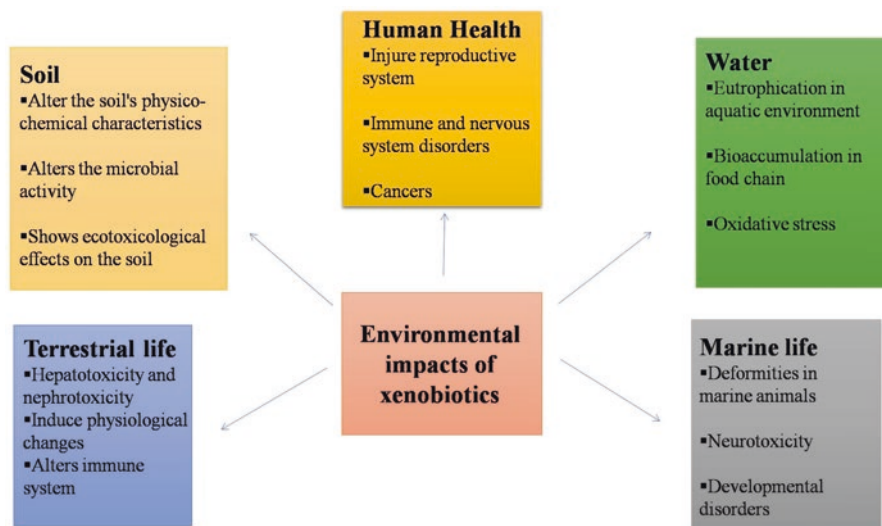 Soil
▪Alter the soil's physico-
chemical characteristics
▪Alters the microbial
activity
▪Shows ecotoxicological
effects on the soil
Human Health
▪Injure reproductive
system
▪Immune and nervous
system disorders
▪Cancers
Water
▪Eutrophication in
aquatic environment
▪Bioaccumulation in
food chain
▪Oxidative stress
Environmental
impacts of
xenobiotics
Terrestrial life
▪Hepatotoxicity and
nephrotoxicity
▪Induce physiological
changes
▪Alters immune
system
Marine life
▪Deformities in
marine animals
▪Neurotoxicity
▪Developmental
disorders